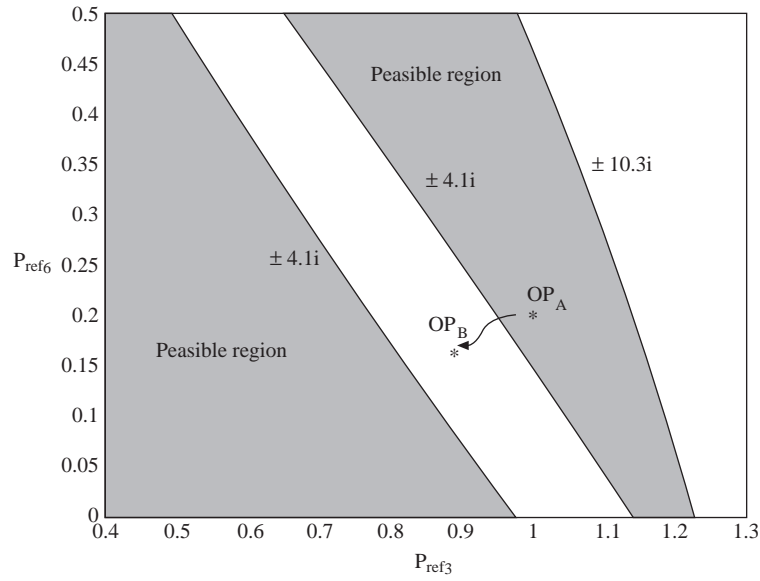 0.5
0.45
Peasible region
0.4
0.35
± 10.3i
± 4.1i
0.3
± 4.1i
P_ref6
0.25
OP_A
0.2
OP_B
*
*
Peasible region
0.15
0.1
0.05
0
0.4
0.5
0.6
0.7
0.8
0.9
1
1.1
1.2
1.3
P_ref3